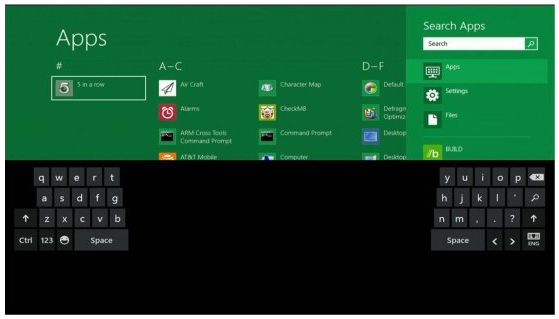 Apps
#
5 in a row
A–C
Air Craft
Alarms
ARM Cross Tools
Command Prompt
AT&T Mobile
Character Map
CheckMB
Command Prompt
Computer
D–F
Default
Defragm
Optimiz
Desktop
Desktop
Search Apps
Search
Apps
Settings
Files
BUILD
q w e r t
a s d f g
z x c v b
Ctrl 123 Space
y u i o p
h j k l '
n m , . ?
Space < > ENG